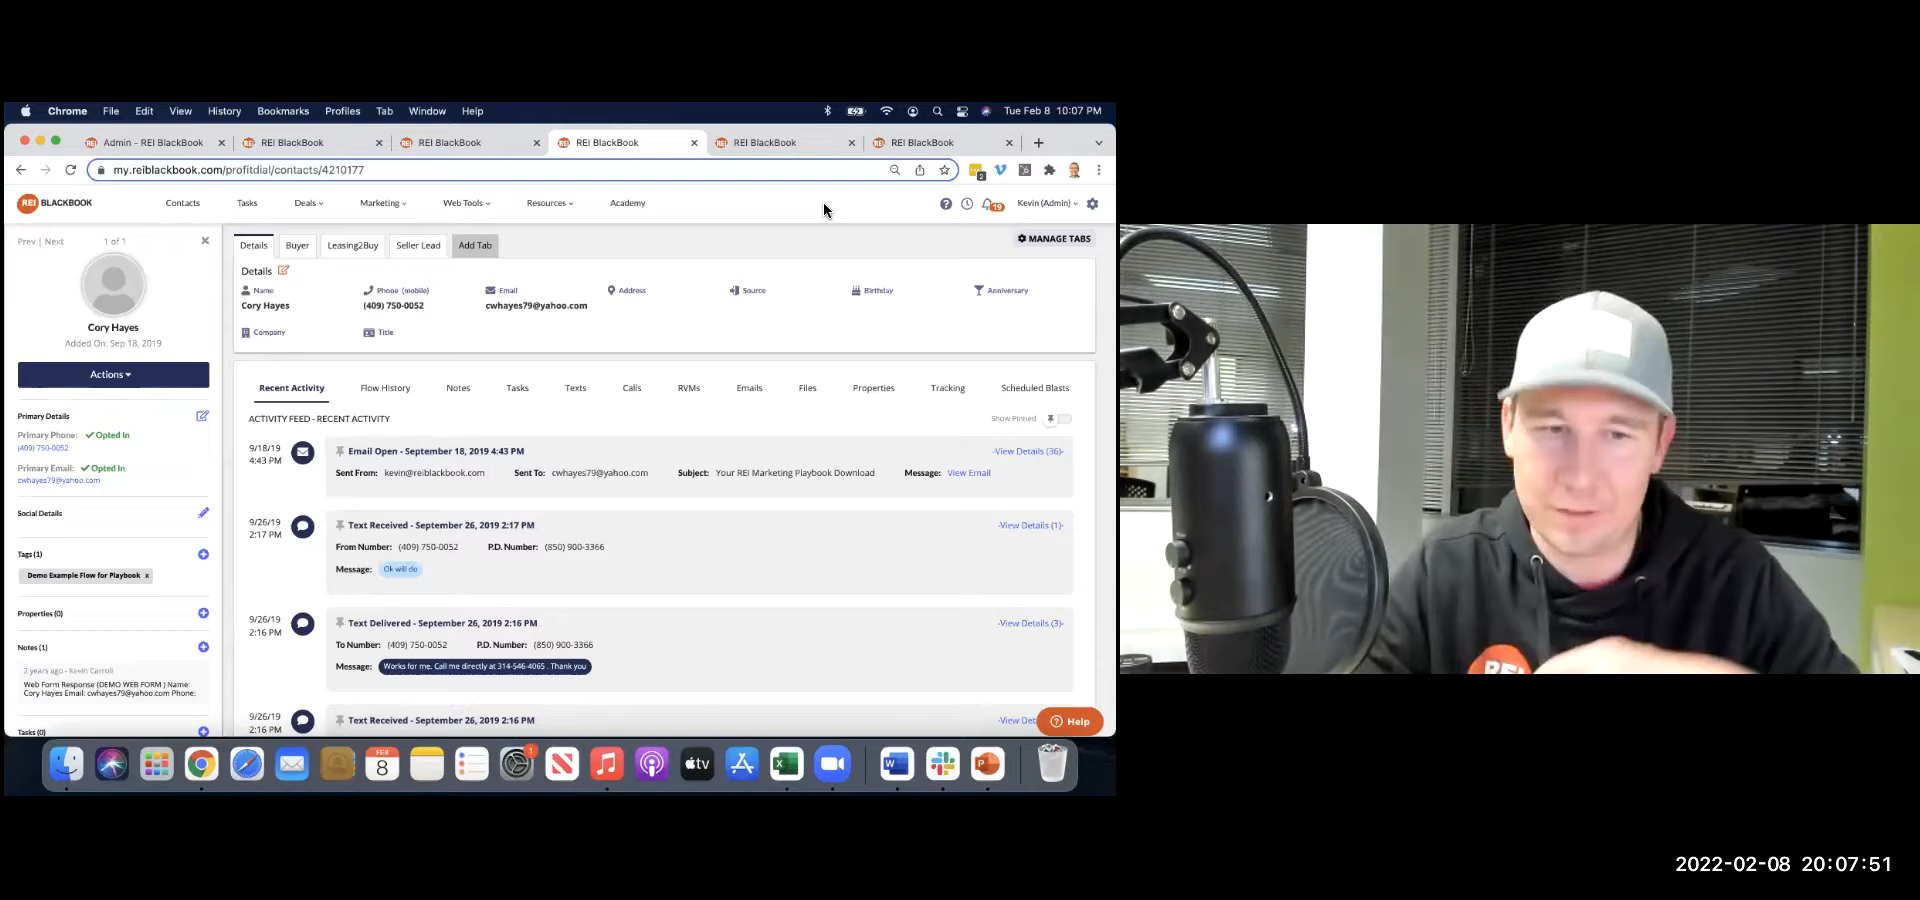 Chrome File Edit View History Bookmarks Profiles Tab Window Help Tue Feb 8 10:07 PM
Admin - REI BlackBook REI BlackBook REI BlackBook REI BlackBook REI BlackBook REI BlackBook
my.reiblackbook.com/profitdial/contacts/4210177
REI BLACKBOOK Contacts Tasks Deals Marketing Web Tools Resources Academy 19 Kevin (Admin)
Prev | Next 1 of 1
Cory Hayes
Added On: Sep 18, 2019
Actions
Primary Details
Primary Phone: Opted In
(409) 750-0052
Primary Email: Opted In
cwhayes79@yahoo.com
Social Details
Tags (1)
Demo Example Flow for Playbook x
Properties (0)
Notes (1)
2 years ago - Kevin Carroll
Web Form Response (DEMO WEB FORM ) Name:
Cory Hayes Email: cwhayes79@yahoo.com Phone:
Tasks (0)
Details Buyer Leasing2Buy Seller Lead Add Tab MANAGE TABS
Details
Name Phone (mobile) Email Address Source Birthday Anniversary
Cory Hayes (409) 750-0052 cwhayes79@yahoo.com
Company Title
Recent Activity Flow History Notes Tasks Texts Calls RVMs Emails Files Properties Tracking Scheduled Blasts
ACTIVITY FEED - RECENT ACTIVITY Show Pinned
9/18/19 Email Open - September 18, 2019 4:43 PM -View Details (36)-
4:43 PM Sent From: kevin@reiblackbook.com Sent To: cwhayes79@yahoo.com Subject: Your REI Marketing Playbook Download Message: View Email
9/26/19 Text Received - September 26, 2019 2:17 PM -View Details (1)-
2:17 PM From Number: (409) 750-0052 P.D. Number: (850) 900-3366
Message: Ok will do
9/26/19 Text Delivered - September 26, 2019 2:16 PM -View Details (3)-
2:16 PM To Number: (409) 750-0052 P.D. Number: (850) 900-3366
Message: Works for me. Call me directly at 314-546-4065 . Thank you
9/26/19 Text Received - September 26, 2019 2:16 PM -View
2:16 PM
Help
FEB
8
1
tv
REI
2022-02-08 20:07:51